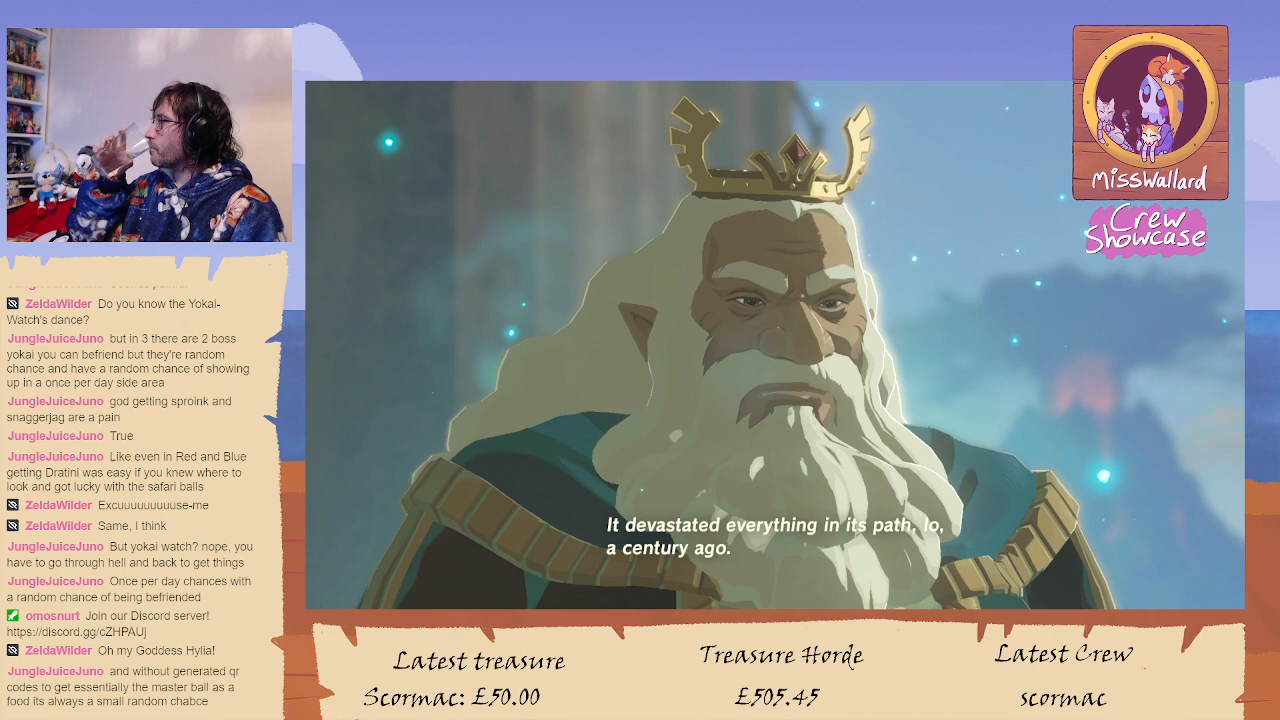 MissWallard
Crew
Showcase
ZeldaWilder Do you know the Yokai-
Watch's dance?
JungleJuiceJuno but in 3 there are 2 boss
yokai you can befriend but they're random
chance and have a random chance of showing
up in a once per day side area
JungleJuiceJuno god getting sproink and
snaggerjag are a pain
JungleJuiceJuno True
JungleJuiceJuno Like even in Red and Blue
getting Dratini was easy if you knew where to
look and got lucky with the safari balls
ZeldaWilder Excuuuuuuuuuse-me
ZeldaWilder Same, I think
JungleJuiceJuno But yokai watch? nope, you
have to go through hell and back to get things
JungleJuiceJuno Once per day chances with
a random chance of being befriended
omosnurt Join our Discord server!
https://discord.gg/cZHPAUj
ZeldaWilder Oh my Goddess Hylia!
JungleJuiceJuno and without generated qr
codes to get essentially the master ball as a
food its always a small random chabce
It devastated everything in its path, lo,
a century ago.
Latest treasure
Scormac: £50.00
Treasure Horde
£505.45
Latest Crew
scormac